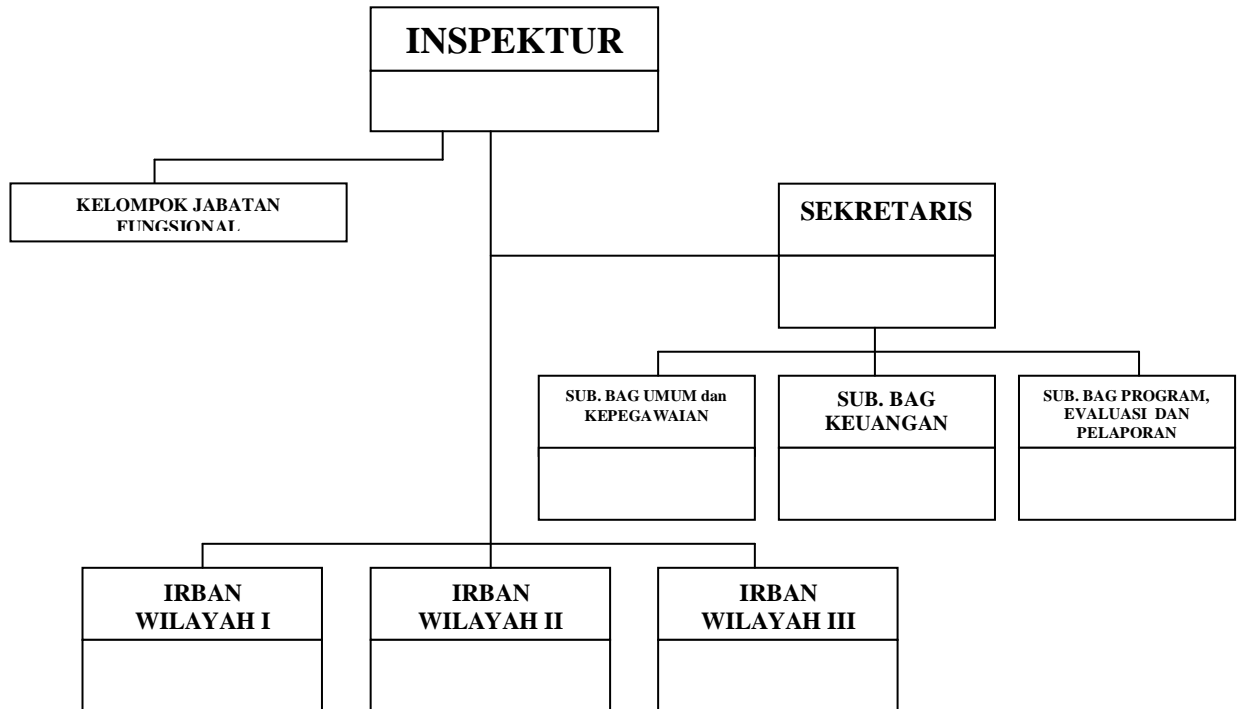 INSPEKTUR
KELOMPOK JABATAN
FUNGSIONAL
SEKRETARIS
SUB. BAG UMUM dan
KEPEGAWAIAN
SUB. BAG
KEUANGAN
SUB. BAG PROGRAM,
EVALUASI DAN
PELAPORAN
IRBAN
WILAYAH I
IRBAN
WILAYAH II
IRBAN
WILAYAH III